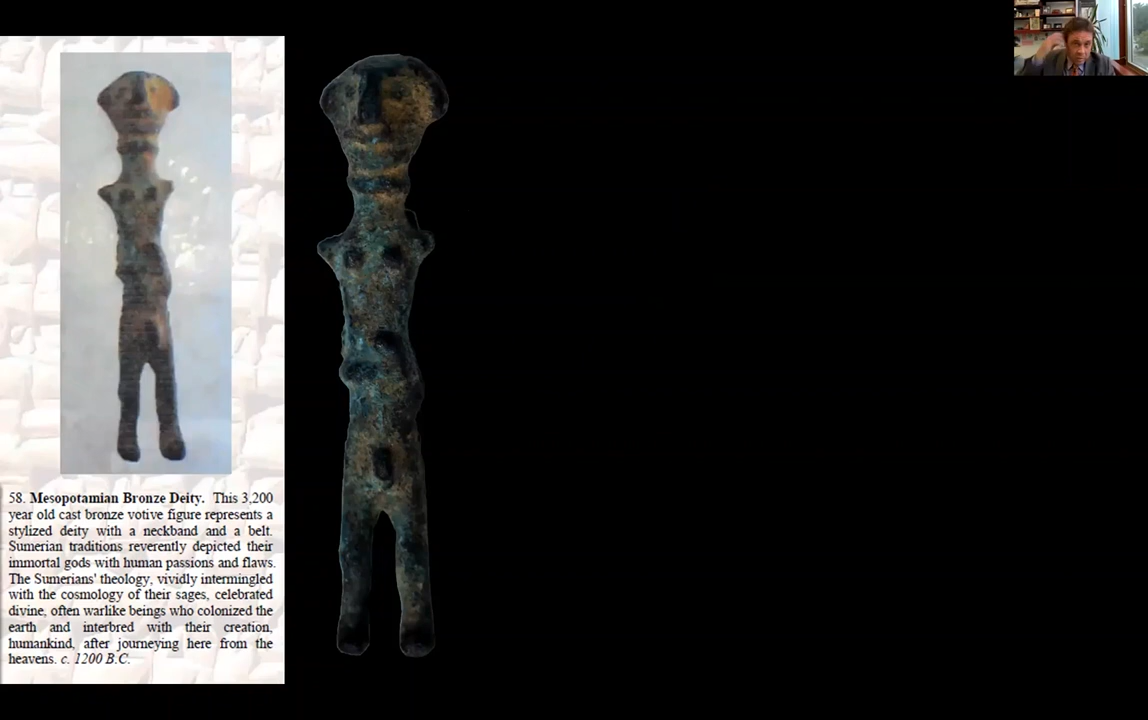 58. Mesopotamian Bronze Deity. This 3,200
year old cast bronze votive figure represents a
stylized deity with a neckband and a belt.
Sumerian traditions reverently depicted their
immortal gods with human passions and flaws.
The Sumerians' theology, vividly intermingled
with the cosmology of their sages, celebrated
divine, often warlike beings who colonized the
earth and interbred with their creation,
humankind, after journeying here from the
heavens. c. 1200 B.C.